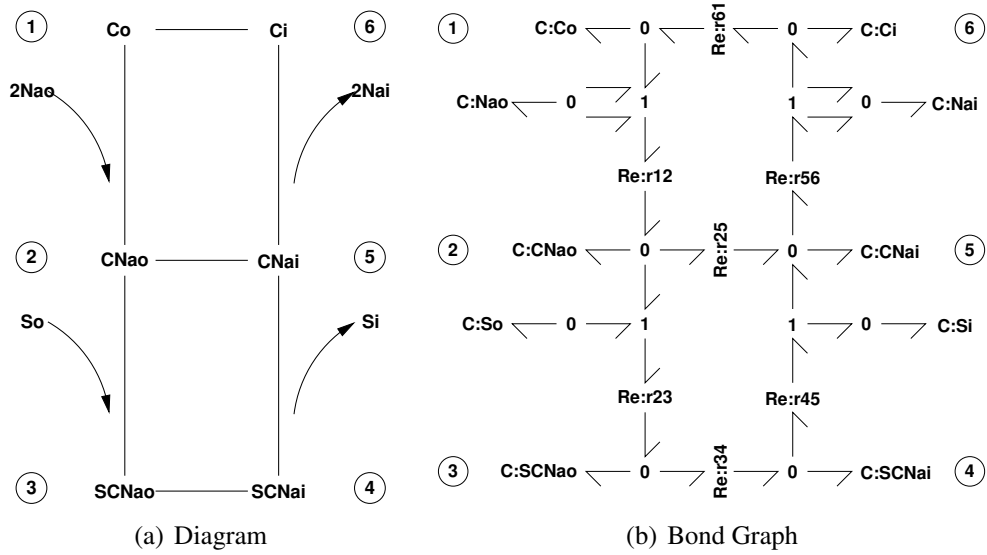 1 Co Ci 6
2Nao 2Nai
2 CNao CNai 5
So Si
3 SCNao SCNai 4
(a) Diagram
1 C:Co 0 Re:r61 0 C:Ci 6
C:Nao 0 1 1 0 C:Nai
Re:r12 Re:r56
2 C:CNao 0 Re:r25 0 C:CNai 5
C:So 0 1 1 0 C:Si
Re:r23 Re:r45
3 C:SCNao 0 Re:r34 0 C:SCNai 4
(b) Bond Graph